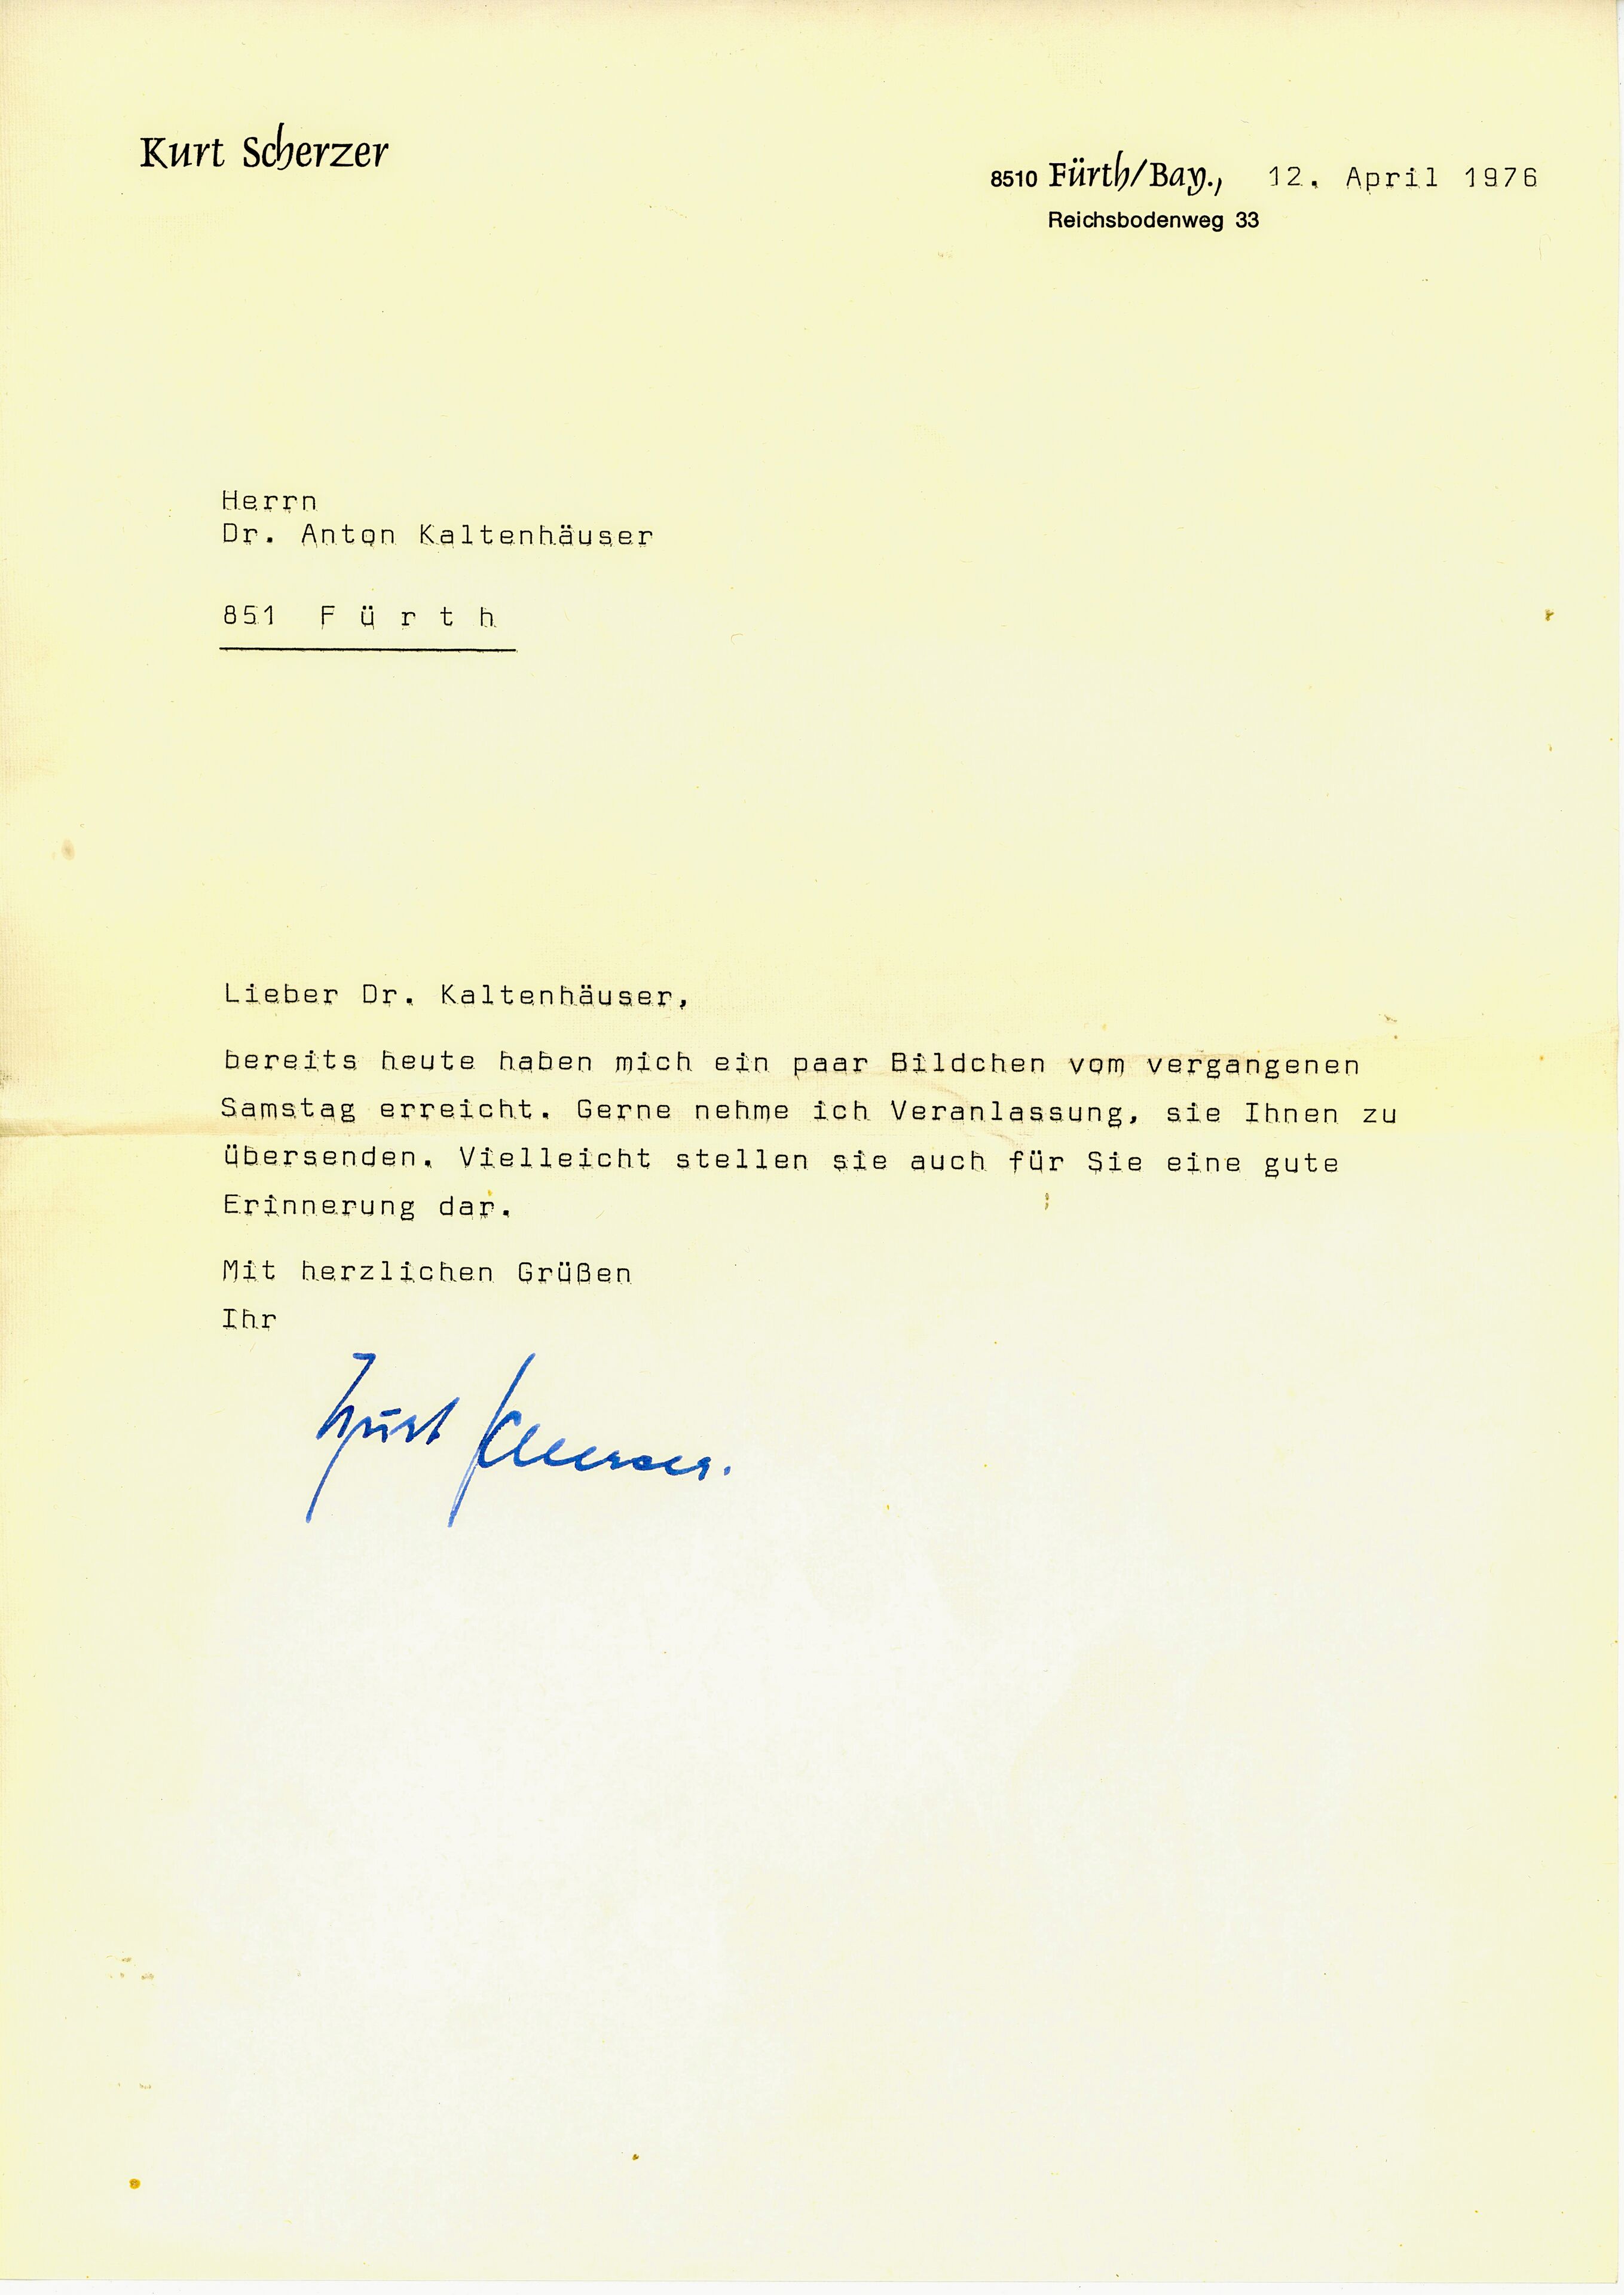 Kurt Scherzer
8510 Fürth/Bay., 12. April 1976
Reichsbodenweg 33
Herrn
Dr. Anton Kaltenhäuser
851 F ü r t h
Lieber Dr. Kaltenhäuser,
bereits heute haben mich ein paar Bildchen vom vergangenen
Samstag erreicht. Gerne nehme ich Veranlassung, sie Ihnen zu
übersenden. Vielleicht stellen sie auch für Sie eine gute
Erinnerung dar.
Mit herzlichen Grüßen
Ihr
Kurt Scherzer.